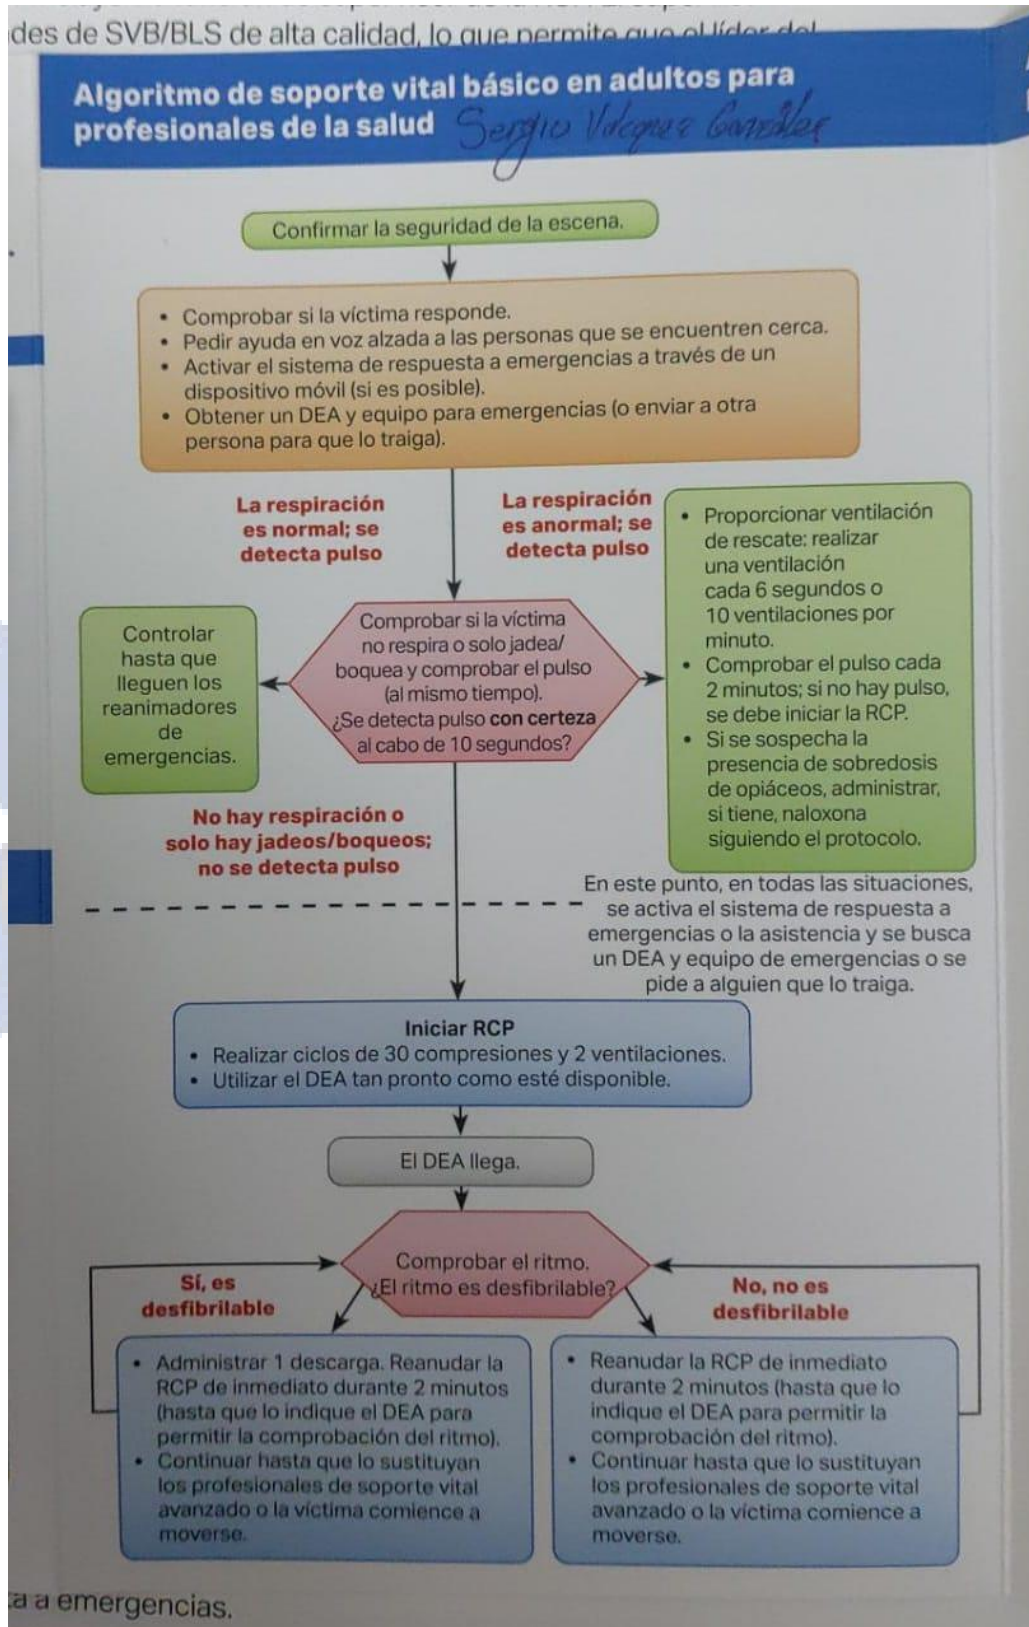 des de SVB/BLS de alta calidad, lo que permite que el líder del
Algoritmo de soporte vital básico en adultos para
profesionales de la salud Sergio
Confirmar la seguridad de la escena.
• Comprobar si la víctima responde.
• Pedir ayuda en voz alzada a las personas que se encuentren cerca.
• Activar el sistema de respuesta a emergencias a través de un
dispositivo móvil (si es posible).
• Obtener un DEA y equipo para emergencias (o enviar a otra
persona para que lo traiga).
La respiración
es normal; se
detecta pulso
La respiración
es anormal; se
detecta pulso
Controlar
hasta que
lleguen los
reanimadores
de
emergencias.
Comprobar si la víctima
no respira o solo jadea/
boquea y comprobar el pulso
(al mismo tiempo).
¿Se detecta pulso con certeza
al cabo de 10 segundos?
• Proporcionar ventilación
de rescate: realizar
una ventilación
cada 6 segundos o
10 ventilaciones por
minuto.
• Comprobar el pulso cada
2 minutos; si no hay pulso,
se debe iniciar la RCP.
• Si se sospecha la
presencia de sobredosis
de opiáceos, administrar,
si tiene, naloxona
siguiendo el protocolo.
No hay respiración o
solo hay jadeos/boqueos;
no se detecta pulso
En este punto, en todas las situaciones,
se activa el sistema de respuesta a
emergencias o la asistencia y se busca
un DEA y equipo de emergencias o se
pide a alguien que lo traiga.
Iniciar RCP
• Realizar ciclos de 30 compresiones y 2 ventilaciones.
• Utilizar el DEA tan pronto como esté disponible.
El DEA llega.
Comprobar el ritmo.
¿El ritmo es desfibrilable?
Sí, es
desfibrilable
No, no es
desfibrilable
• Administrar 1 descarga. Reanudar la
RCP de inmediato durante 2 minutos
(hasta que lo indique el DEA para
permitir la comprobación del ritmo).
• Continuar hasta que lo sustituyan
los profesionales de soporte vital
avanzado o la víctima comience a
moverse.
• Reanudar la RCP de inmediato
durante 2 minutos (hasta que lo
indique el DEA para permitir la
comprobación del ritmo).
• Continuar hasta que lo sustituyan
los profesionales de soporte vital
avanzado o la víctima comience a
moverse.
ta a emergencias.